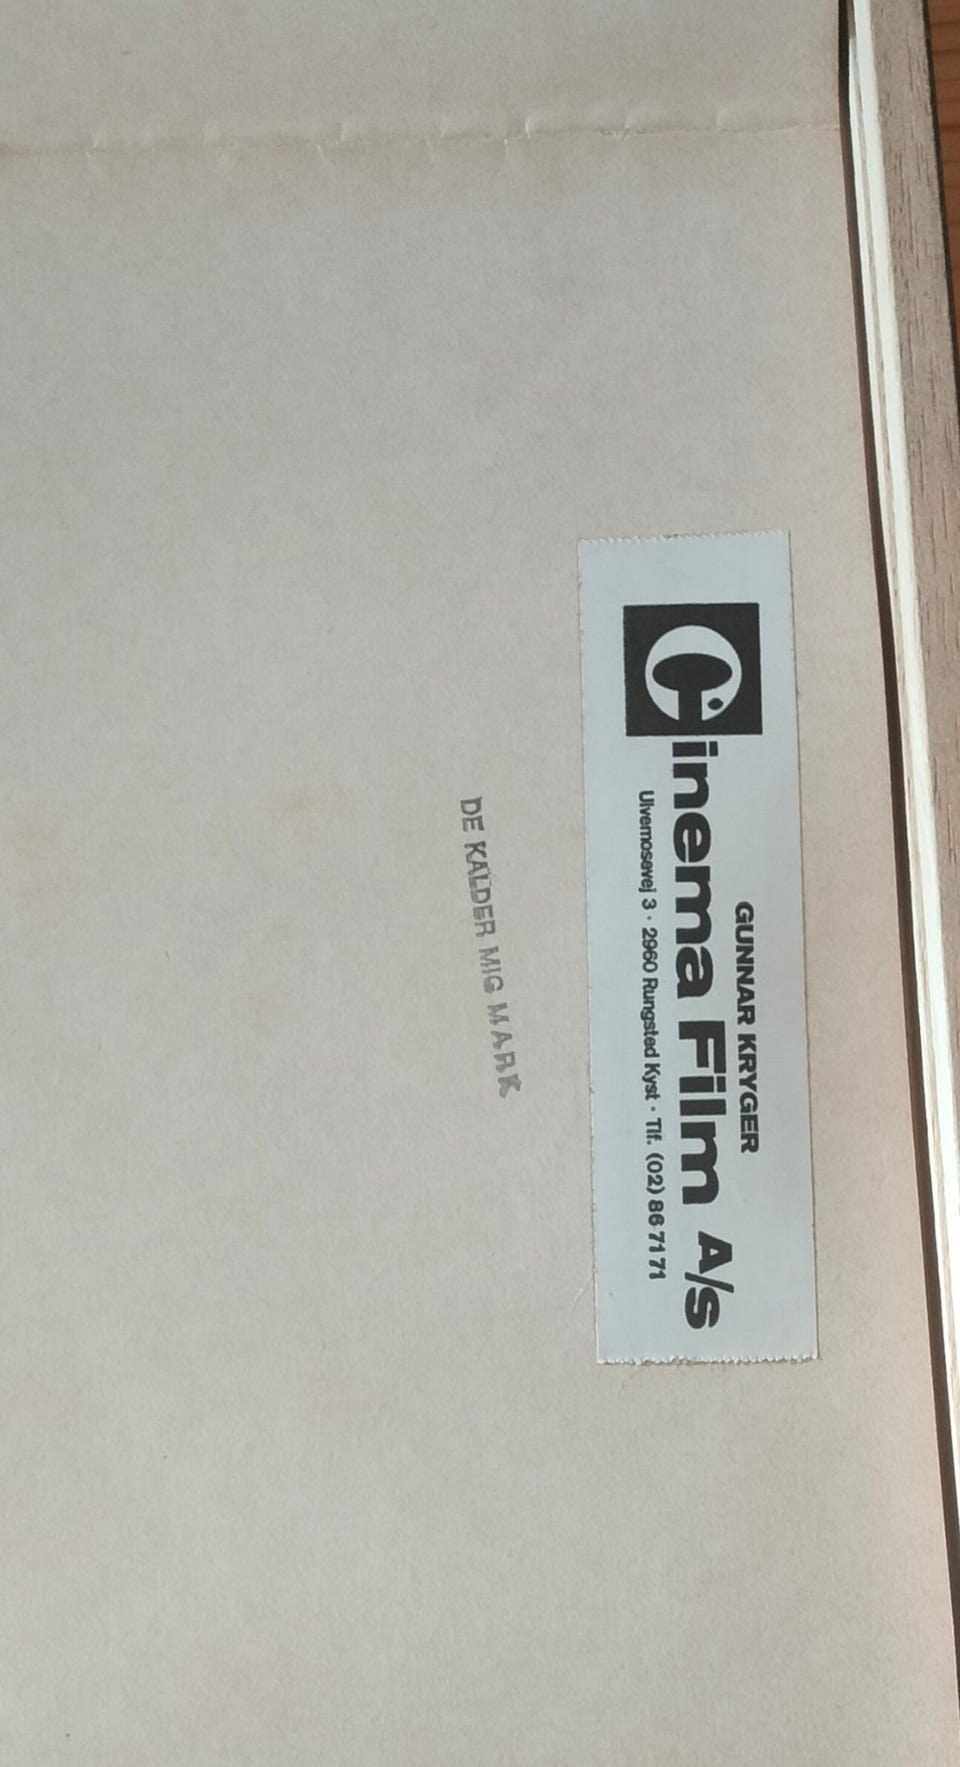 GUNNAR KRYGER
Cinema Film A/S
Ulvemosevej 3 · 2960 Rungsted Kyst · Tlf. (02) 86 71 71
DE KALDER MIG MARK